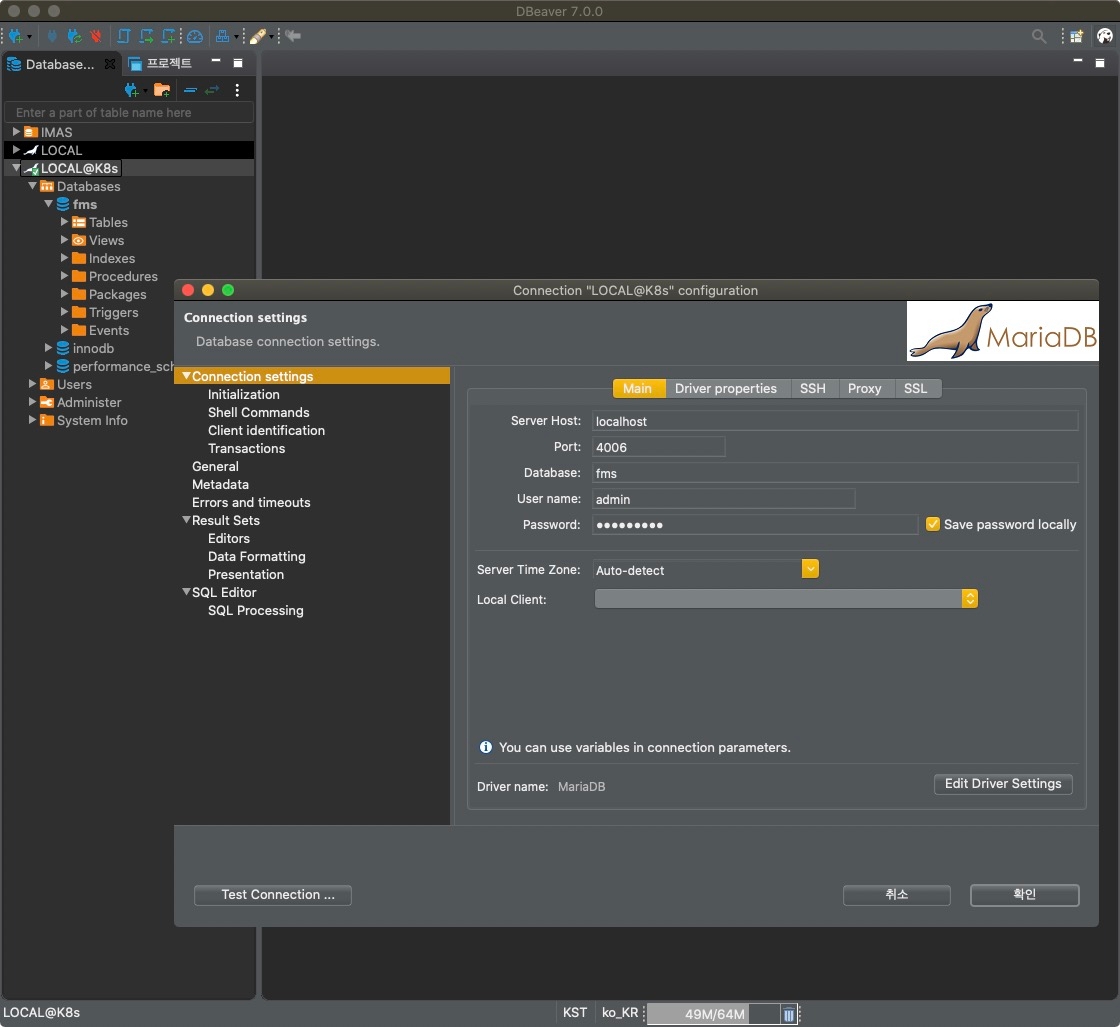 DBeaver 7.0.0
Database...
프로젝트
Enter a part of table name here
IMAS
LOCAL
LOCAL@K8s
Databases
fms
Tables
Views
Indexes
Procedures
Packages
Triggers
Events
innodb
performance_sch
Users
Administer
System Info
Connection "LOCAL@K8s" configuration
Connection settings
Database connection settings.
MariaDB
Connection settings
Initialization
Shell Commands
Client identification
Transactions
General
Metadata
Errors and timeouts
Result Sets
Editors
Data Formatting
Presentation
SQL Editor
SQL Processing
Main Driver properties SSH Proxy SSL
Server Host: localhost
Port: 4006
Database: fms
User name: admin
Password: ●●●●●●●●● Save password locally
Server Time Zone: Auto-detect
Local Client:
You can use variables in connection parameters.
Driver name: MariaDB
Edit Driver Settings
Test Connection ...
취소
확인
LOCAL@K8s
KST
ko_KR
49M/64M